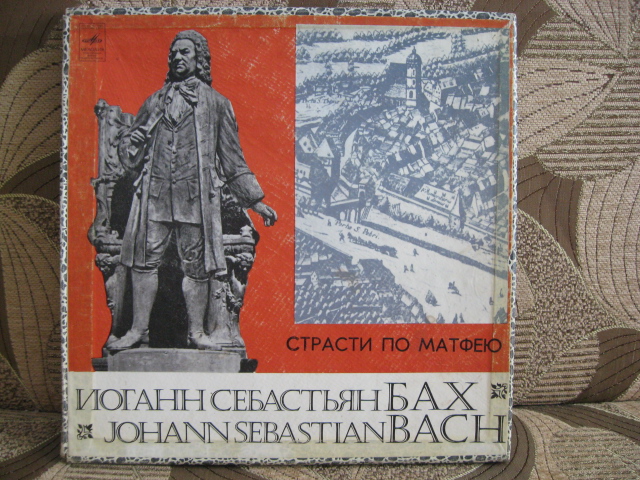 СТРАСТИ ПО МАТФЕЮ
ИОГАНН СЕБАСТЬЯН БАХ
JOHANN SEBASTIAN BACH